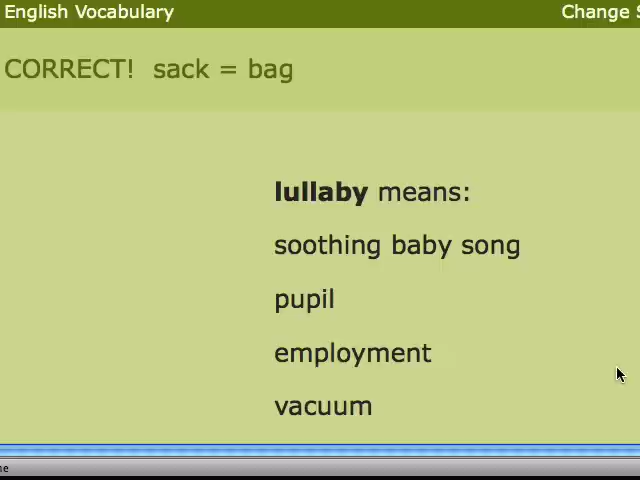 English Vocabulary
Change
CORRECT! sack = bag
lullaby means:
soothing baby song
pupil
employment
vacuum